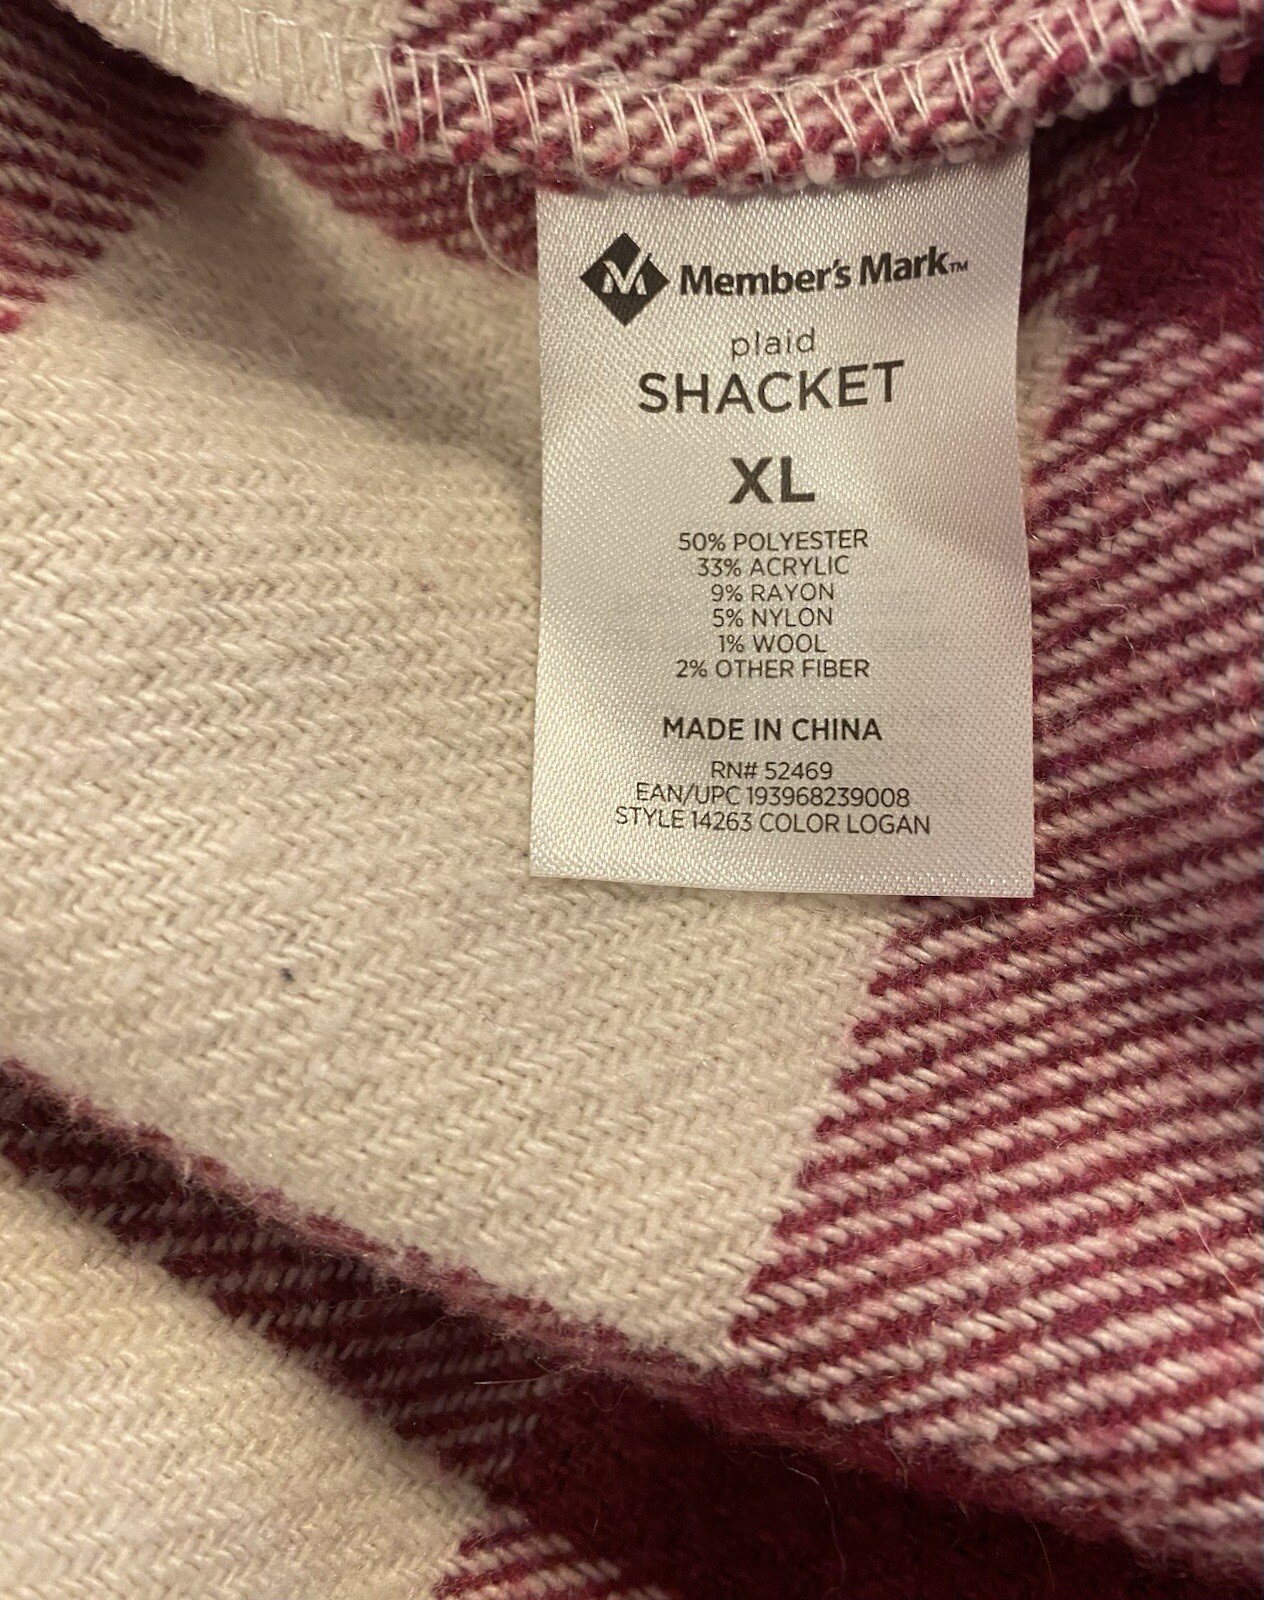 Member's Mark™
plaid
SHACKET
XL
50% POLYESTER
33% ACRYLIC
9% RAYON
5% NYLON
1% WOOL
2% OTHER FIBER
MADE IN CHINA
RN# 52469
EAN/UPC 193968239008
STYLE 14263 COLOR LOGAN